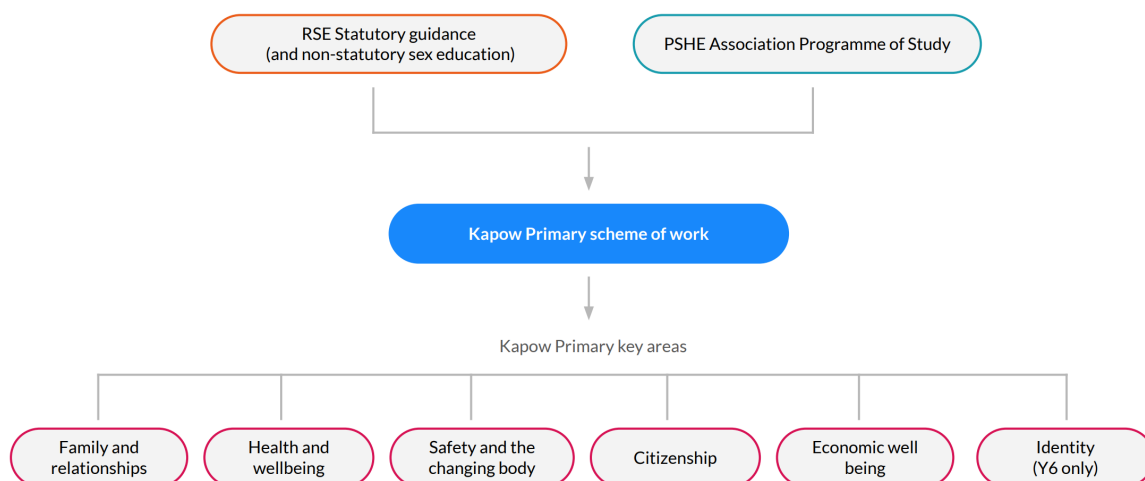 RSE Statutory guidance
(and non-statutory sex education)
PSHE Association Programme of Study
Kapow Primary scheme of work
Kapow Primary key areas
Family and
relationships
Health and
wellbeing
Safety and the
changing body
Citizenship
Economic well
being
Identity
(Y6 only)